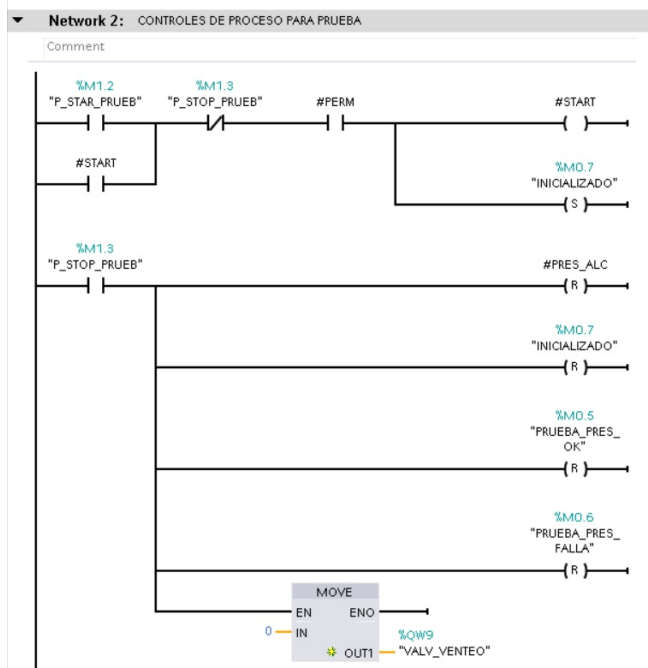 Network 2: CONTROLES DE PROCESO PARA PRUEBA
Comment
%M1.2
"P_STAR_PRUEB"
%M1.3
"P_STOP_PRUEB"
#PERM
#START
#START
%M0.7
"INICIALIZADO"
S
%M1.3
"P_STOP_PRUEB"
#PRES_ALC
R
%M0.7
"INICIALIZADO"
R
%M0.5
"PRUEBA_PRES_
OK"
R
%M0.6
"PRUEBA_PRES_
FALLA"
R
MOVE
EN ENO
0 IN
%QW9
OUT1 "VALV_VENTEO"